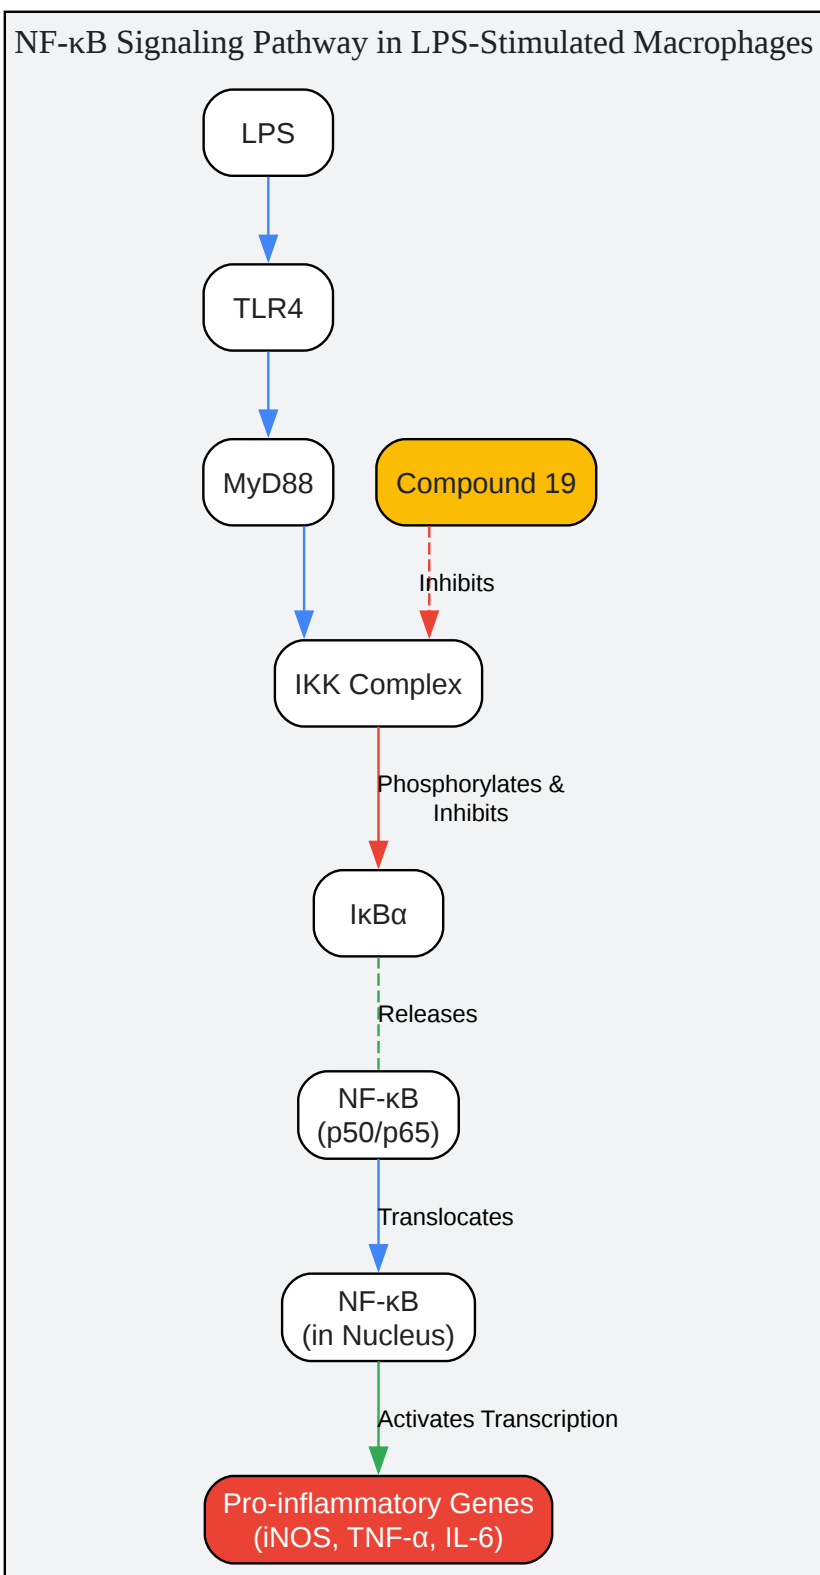 NF-κB Signaling Pathway in LPS-Stimulated Macrophages
LPS
TLR4
MyD88
Compound 19
Inhibits
IKK Complex
Phosphorylates &
Inhibits
IκBα
Releases
NF-κB
(p50/p65)
Translocates
NF-κB
(in Nucleus)
Activates Transcription
Pro-inflammatory Genes
(iNOS, TNF-α, IL-6)